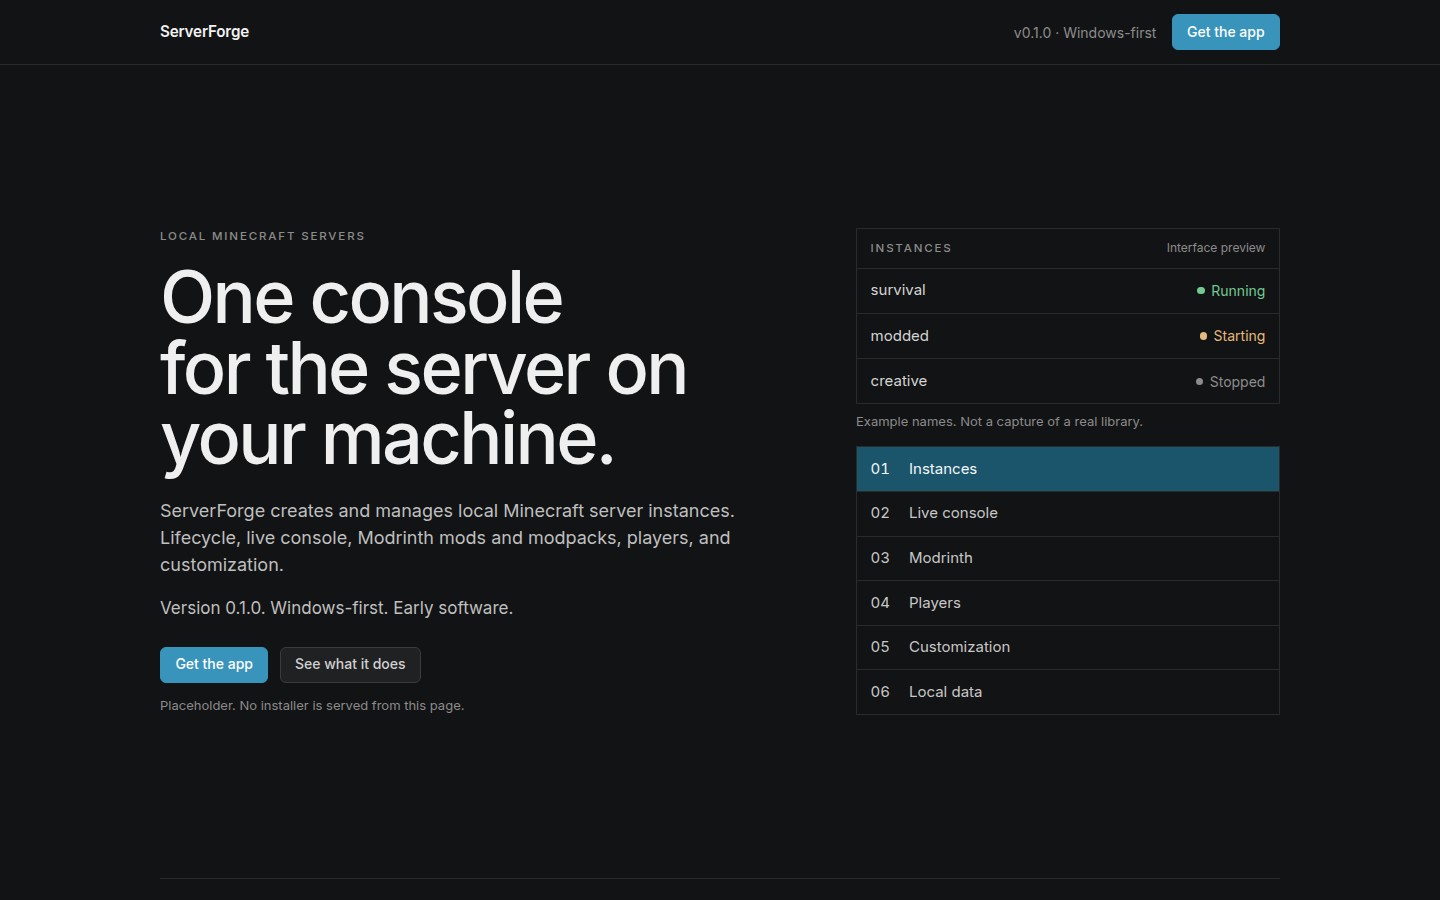 ServerForge
v0.1.0 · Windows-first
Get the app
LOCAL MINECRAFT SERVERS
One console
for the server on
your machine.
ServerForge creates and manages local Minecraft server instances.
Lifecycle, live console, Modrinth mods and modpacks, players, and
customization.
Version 0.1.0. Windows-first. Early software.
Get the app
See what it does
Placeholder. No installer is served from this page.
INSTANCES
Interface preview
survival
Running
modded
Starting
creative
Stopped
Example names. Not a capture of a real library.
01 Instances
02 Live console
03 Modrinth
04 Players
05 Customization
06 Local data